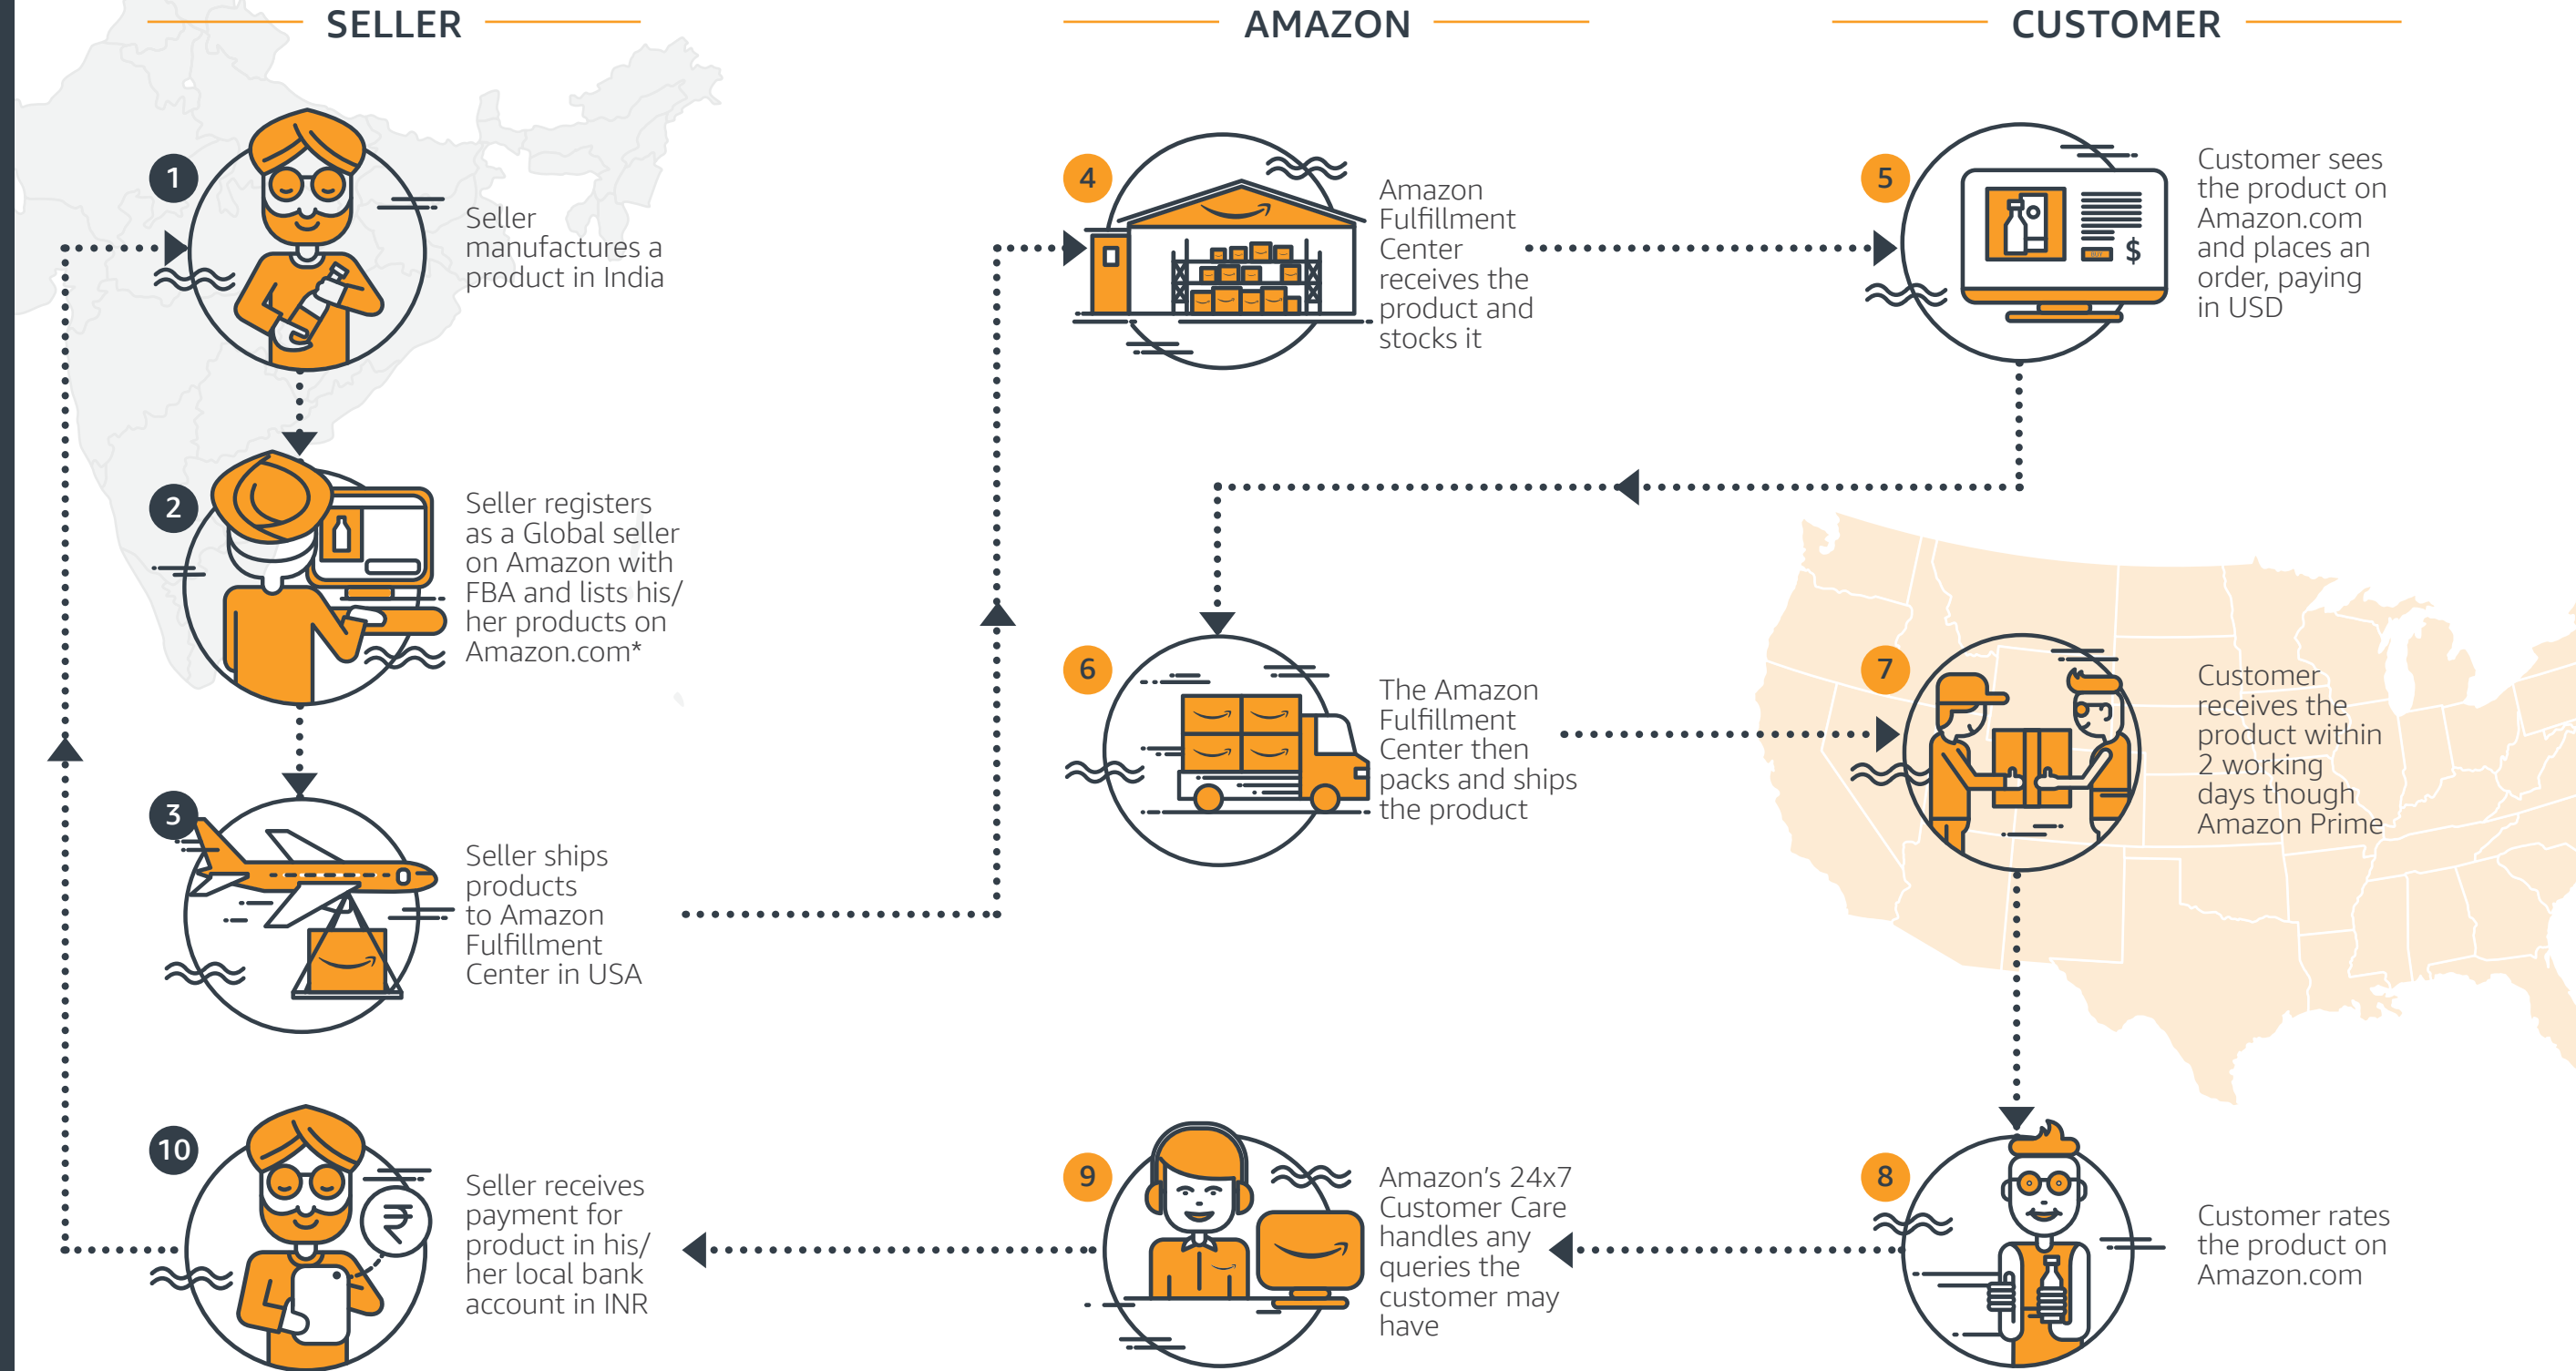 SELLER
AMAZON
CUSTOMER
1
Seller
manufactures a
product in India
2
Seller registers
as a Global seller
on Amazon with
FBA and lists his/
her products on
Amazon.com*
3
Seller ships
products
to Amazon
Fulfillment
Center in USA
4
Amazon
Fulfillment
Center
receives the
product and
stocks it
5
BUY $
Customer sees
the product on
Amazon.com
and places an
order, paying
in USD
6
The Amazon
Fulfillment
Center then
packs and ships
the product
7
Customer
receives the
product within
2 working
days though
Amazon Prime
8
Customer rates
the product on
Amazon.com
9
Amazon's 24x7
Customer Care
handles any
queries the
customer may
have
10
₹
Seller receives
payment for
product in his/
her local bank
account in INR